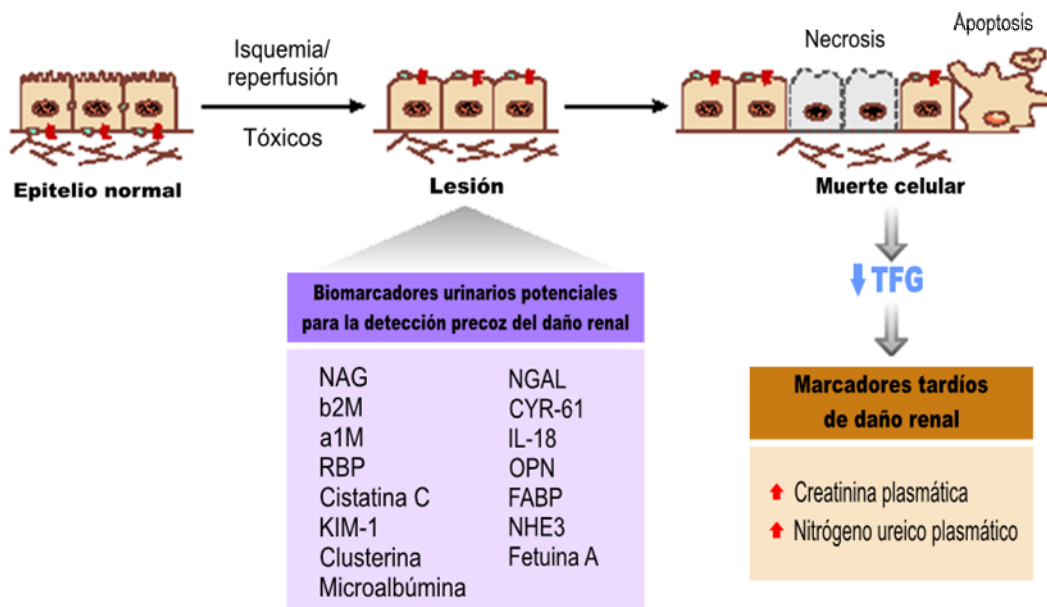 Isquemia/
reperfusión
Tóxicos
Necrosis
Apoptosis
Epitelio normal
Lesión
Muerte celular
TFG
Biomarcadores urinarios potenciales
para la detección precoz del daño renal
NAG
b2M
a1M
RBP
Cistatina C
KIM-1
Clusterina
Microalbúmina
NGAL
CYR-61
IL-18
OPN
FABP
NHE3
Fetuina A
Marcadores tardíos
de daño renal
Creatinina plasmática
Nitrógeno ureico plasmático